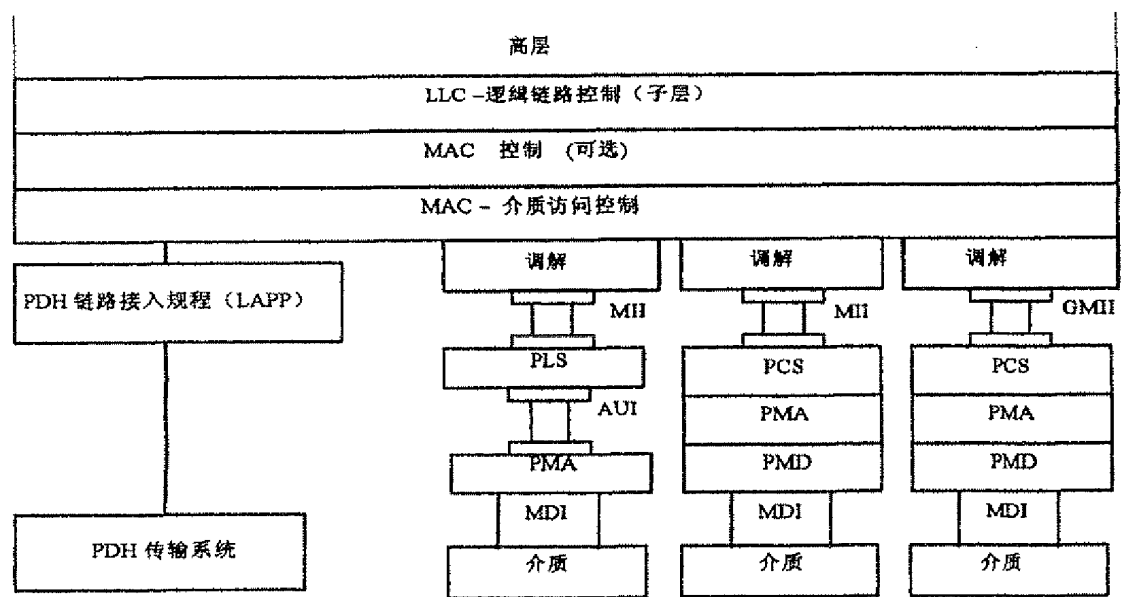 高层
LLC –逻辑链路控制（子层）
MAC 控制 (可选)
MAC – 介质访问控制
调解
调解
调解
PDH 链路接入规程（LAPP）
MII
MII
GMII
PLS
PCS
PCS
AUI
PMA
PMA
PMA
PMD
PMD
MDI
MDI
MDI
PDH 传输系统
介质
介质
介质